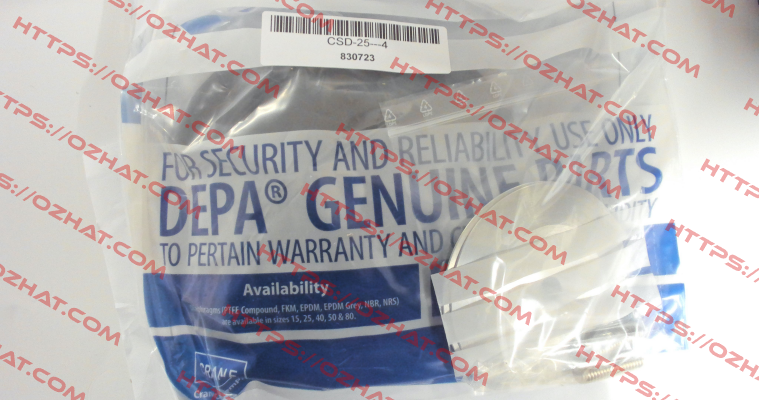 CSD-25---4
830723
FOR SECURITY AND RELIABILITY, USE ONLY
DEPA® GENUINE PARTS
TO PERTAIN WARRANTY AND
Availability
(PTFE Compound, FKM, EPDM, EPDM Grey, NBR, NRS)
are available in sizes 15, 25, 40, 50 & 80.
CRANE
HTTPS://OZHAT.COM